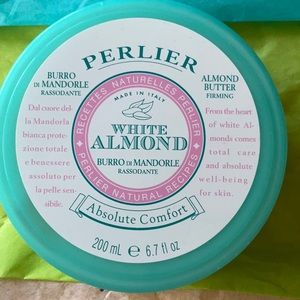 PERLIER
BURRO
DI MANDORLE
RASSODANTE
Dal cuore del-
la Mandorla
bianca prote-
zione totale
e benessere
assoluto per
la pelle sen-
sibile.
RECETTES NATURELLES PERLIER
MADE IN ITALY
WHITE
ALMOND
BURRO DI MANDORLE
RASSODANTE
PERLIER NATURAL RECIPES
ALMOND
BUTTER
FIRMING
From the heart
of white Al-
monds comes
total care
and absolute
well-being
for skin.
Absolute Comfort
200 mL e 6.7 fl oz